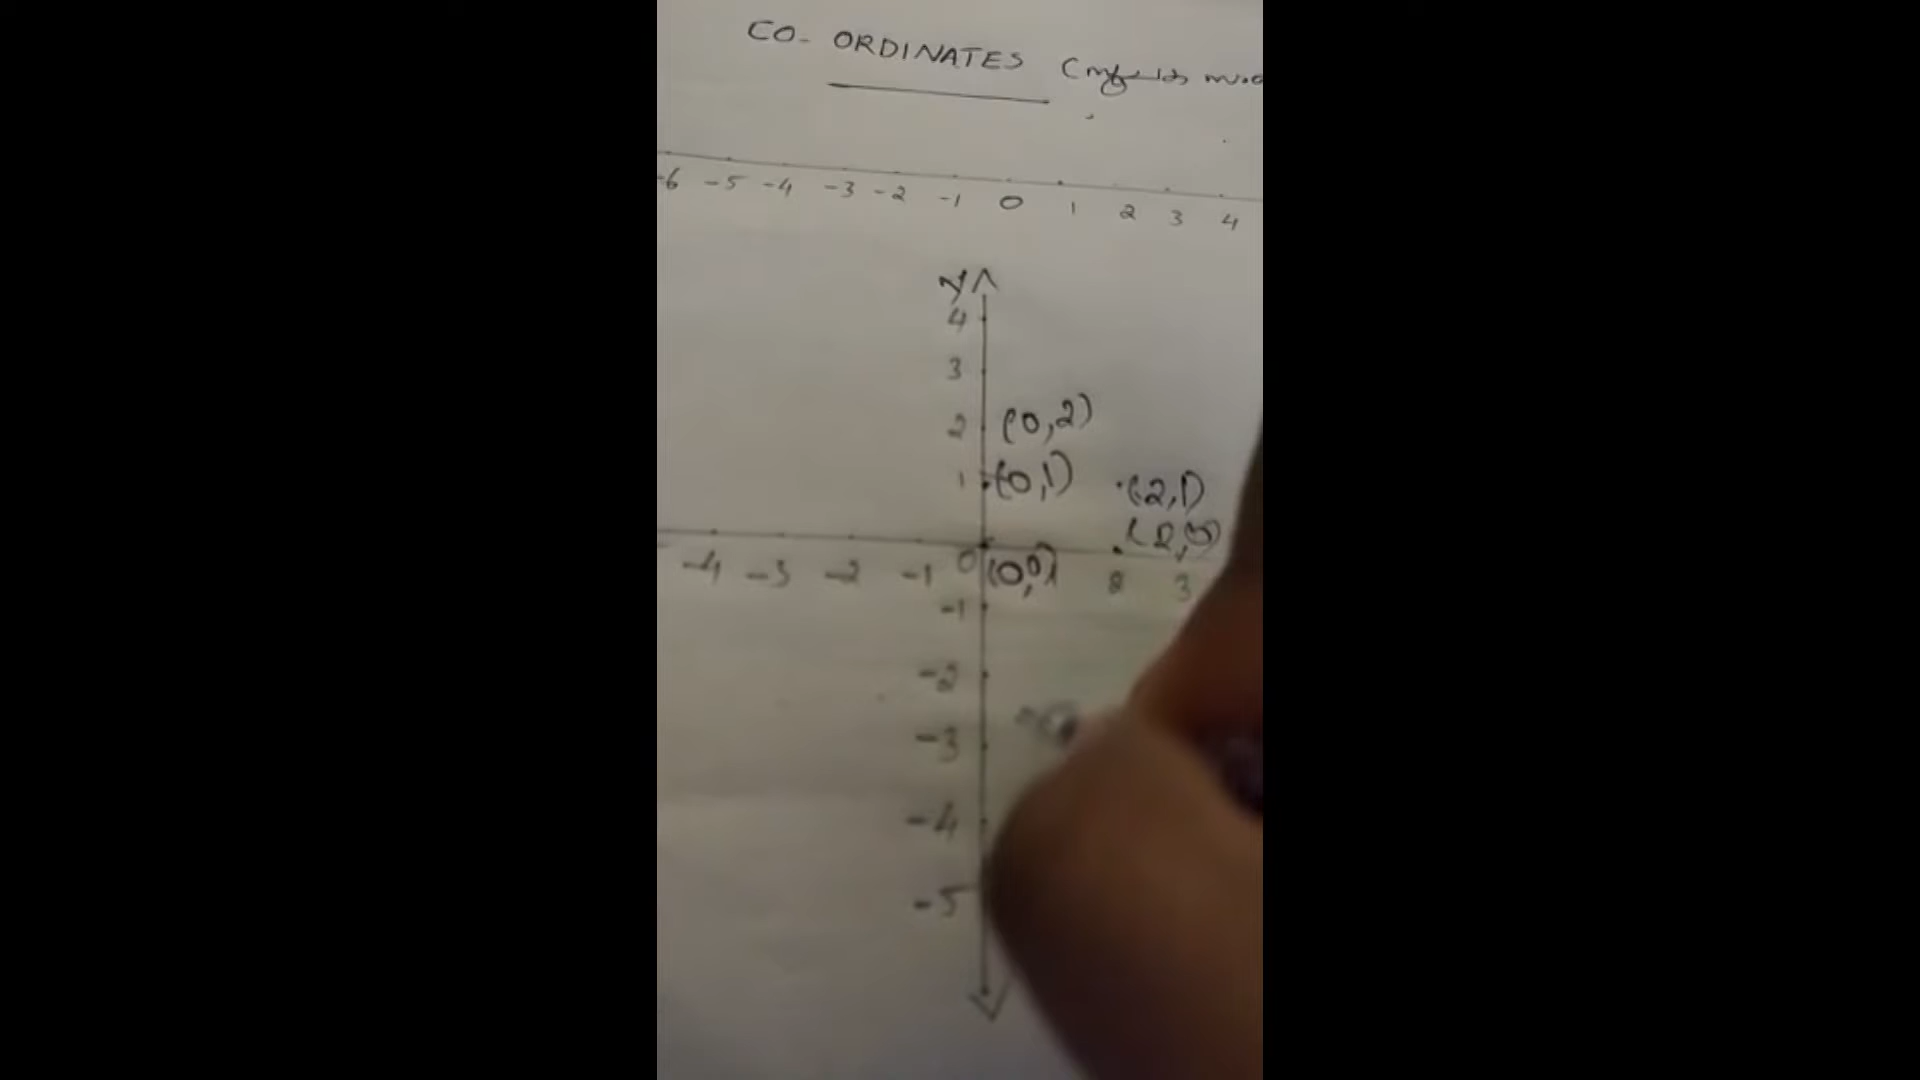 CO-ORDINATES
-6 -5 -4 -3 -2 -1 0 1 2 3 4
y
4
3
2 (0,2)
1 (0,1) (2,1)
(2,0)
-4 -3 -2 -1 0 (0,0) 2 3
-1
-2
-3
-4
-5